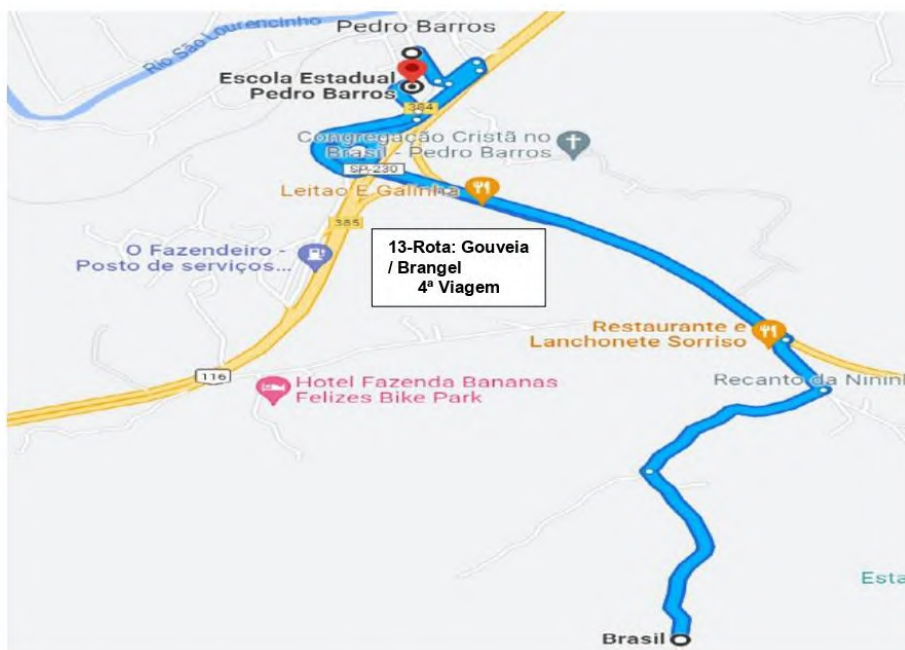 Pedro Barros
Rio São Lourencinho
Escola Estadual
Pedro Barros
384
Congregação Cristã no
Brasil - Pedro Barros
SP-230
Leitao E Galinha
385
13-Rota: Gouveia
/ Brangel
4ª Viagem
O Fazendeiro -
Posto de serviços...
Restaurante e
Lanchonete Sorriso
116
Hotel Fazenda Bananas
Felizes Bike Park
Recanto da Ninin
Esta
Brasil